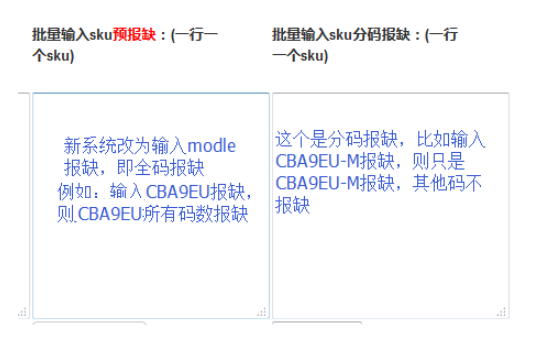 批量输入sku预报缺：(一行一
个sku)
新系统改为输入modle
报缺，即全码报缺
例如：输入CBA9EU报缺，
则CBA9EU所有码数报缺
批量输入sku分码报缺：(一行
一个sku)
这个是分码报缺，比如输入
CBA9EU-M报缺，则只是
CBA9EU-M报缺，其他码不
报缺